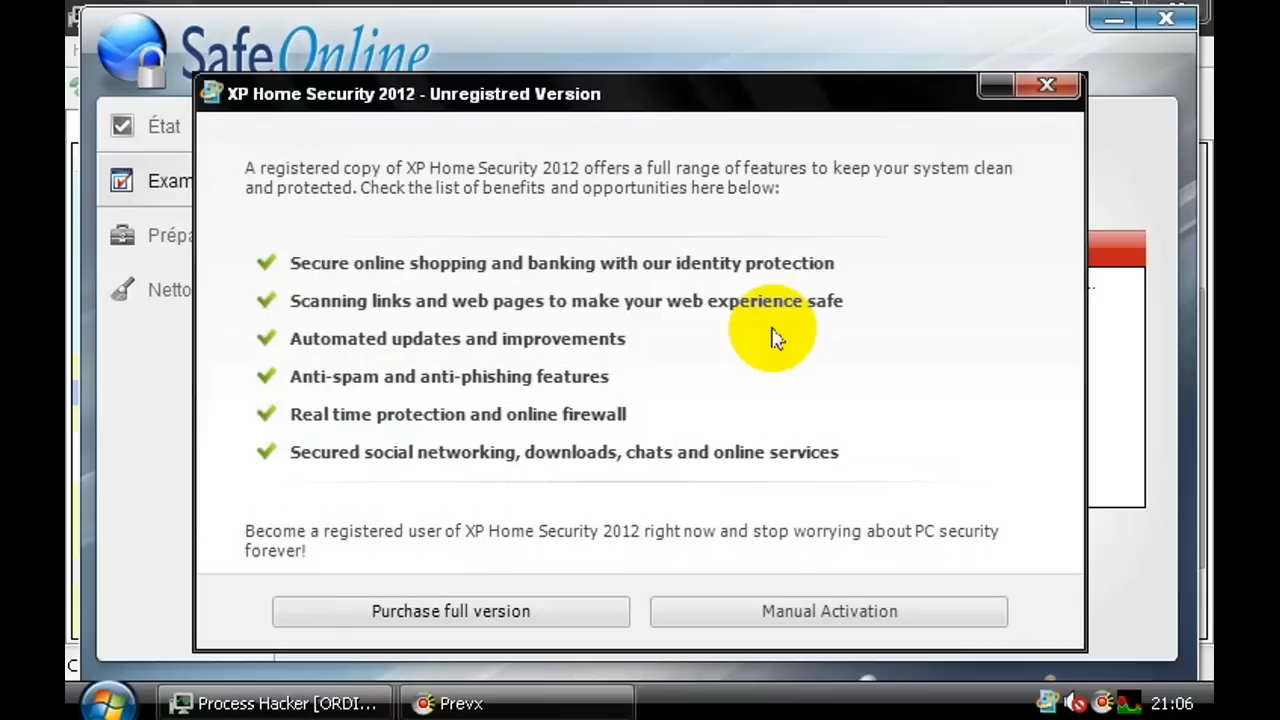 SafeOnline
XP Home Security 2012 - Unregistred Version
État
A registered copy of XP Home Security 2012 offers a full range of features to keep your system clean
and protected. Check the list of benefits and opportunities here below:
Exam
Prépa
Netto
Secure online shopping and banking with our identity protection
Scanning links and web pages to make your web experience safe
Automated updates and improvements
Anti-spam and anti-phishing features
Real time protection and online firewall
Secured social networking, downloads, chats and online services
Become a registered user of XP Home Security 2012 right now and stop worrying about PC security
forever!
Purchase full version
Manual Activation
C
Process Hacker [ORDI...
Prevx
21:06